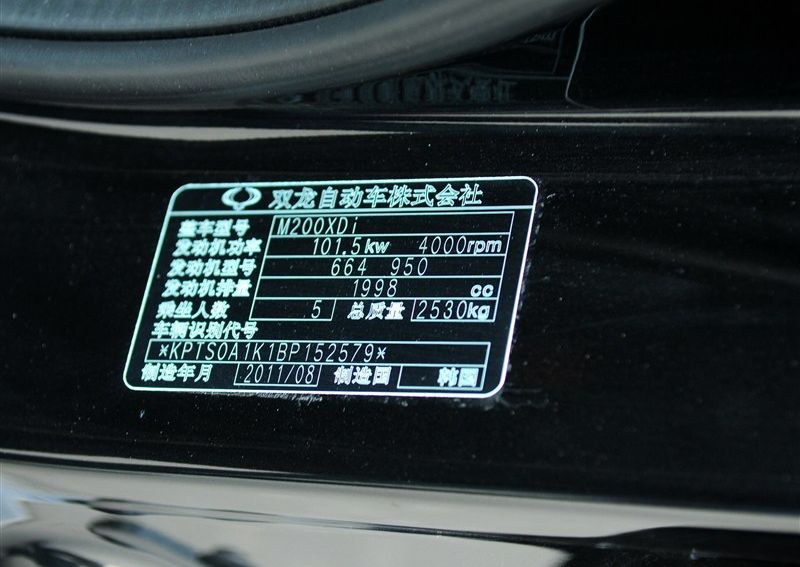 双龙自动车株式会社
整车型号 M200XDi
发动机功率 101.5kw 4000rpm
发动机型号 664 950
发动机排量 1998 cc
乘坐人数 5 总质量 2530kg
车辆识别代号
*KPTS0A1K1BP152579*
制造年月 2011/08 制造国 韩国